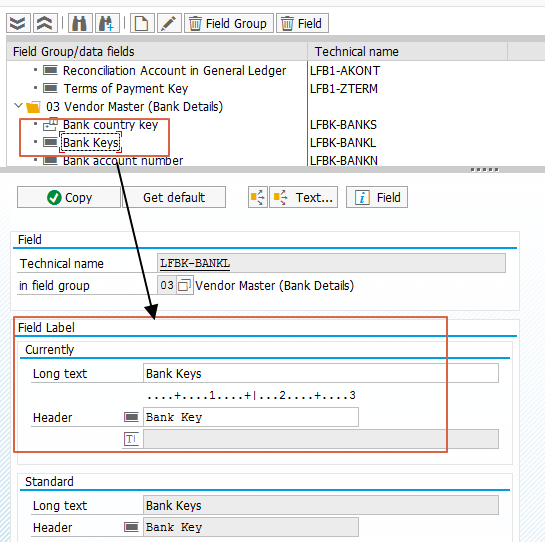 Field Group Field
Field Group/data fields Technical name
Reconciliation Account in General Ledger LFB1-AKONT
Terms of Payment Key LFB1-ZTERM
03 Vendor Master (Bank Details)
Bank country key LFBK-BANKS
Bank Keys LFBK-BANKL
Bank account number LFBK-BANKN
Copy Get default Text... Field
Field
Technical name LFBK-BANKL
in field group 03 Vendor Master (Bank Details)
Field Label
Currently
Long text Bank Keys
....+....1....+|...2....+....3
Header Bank Key
Standard
Long text Bank Keys
Header Bank Key